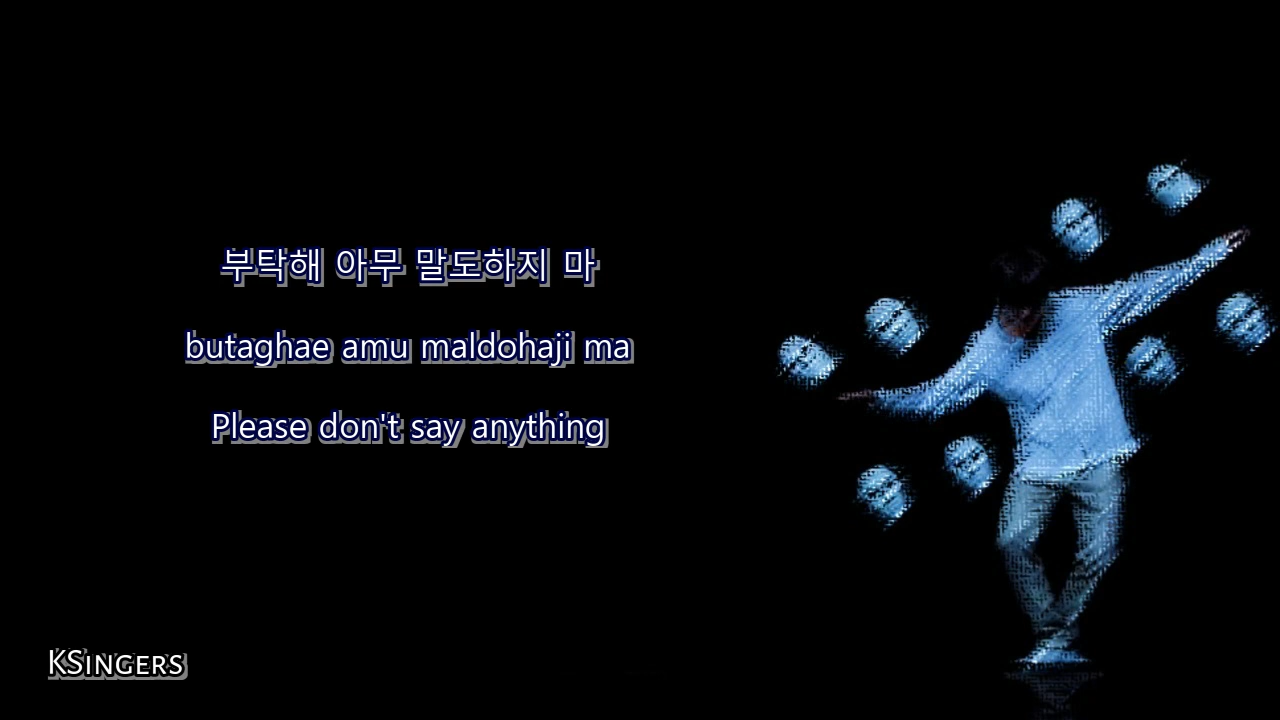 부탁해 아무 말도하지 마
butaghae amu maldohaji ma
Please don't say anything
KSINGERS